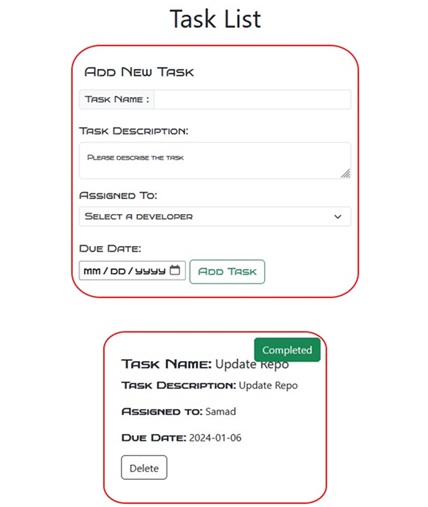 Task List
Add New Task
Task Name :
Task Description:
Please describe the task
Assigned To:
Select a developer
Due Date:
mm / dd / yyyy Add Task
Completed
Task Name: Update Repo
Task Description: Update Repo
Assigned to: Samad
Due Date: 2024-01-06
Delete